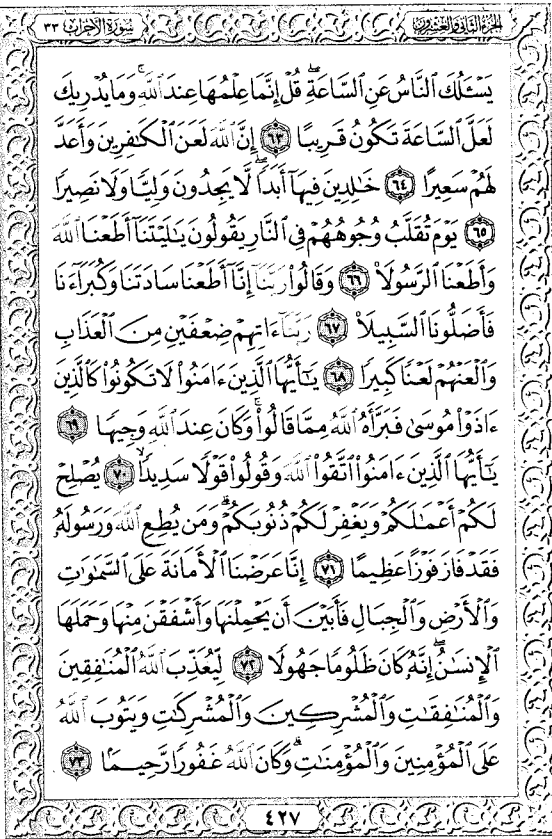 الجزء الثاني والعشرون سورة الأحزاب ٣٣
يَسْـَٔلُكَ ٱلنَّاسُ عَنِ ٱلسَّاعَةِۖ قُلْ إِنَّمَا عِلْمُهَا عِندَ ٱللَّهِۚ وَمَا يُدْرِيكَ
لَعَلَّ ٱلسَّاعَةَ تَكُونُ قَرِيبًا ٦٣ إِنَّ ٱللَّهَ لَعَنَ ٱلْكَـٰفِرِينَ وَأَعَدَّ
لَهُمْ سَعِيرًا ٦٤ خَـٰلِدِينَ فِيهَآ أَبَدًاۖ لَّا يَجِدُونَ وَلِيًّا وَلَا نَصِيرًا
٦٥ يَوْمَ تُقَلَّبُ وُجُوهُهُمْ فِى ٱلنَّارِ يَقُولُونَ يَـٰلَيْتَنَآ أَطَعْنَا ٱللَّهَ
وَأَطَعْنَا ٱلرَّسُولَا۠ ٦٦ وَقَالُوا۟ رَبَّنَآ إِنَّآ أَطَعْنَا سَادَتَنَا وَكُبَرَآءَنَا
فَأَضَلُّونَا ٱلسَّبِيلَا۠ ٦٧ رَبَّنَآ ءَاتِهِمْ ضِعْفَيْنِ مِنَ ٱلْعَذَابِ
وَٱلْعَنْهُمْ لَعْنًا كَبِيرًا ٦٨ يَـٰٓأَيُّهَا ٱلَّذِينَ ءَامَنُوا۟ لَا تَكُونُوا۟ كَٱلَّذِينَ
ءَاذَوْا۟ مُوسَىٰ فَبَرَّأَهُ ٱللَّهُ مِمَّا قَالُوا۟ۚ وَكَانَ عِندَ ٱللَّهِ وَجِيهًا ٦٩
يَـٰٓأَيُّهَا ٱلَّذِينَ ءَامَنُوا۟ ٱتَّقُوا۟ ٱللَّهَ وَقُولُوا۟ قَوْلًا سَدِيدًا ٧٠ يُصْلِحْ
لَكُمْ أَعْمَـٰلَكُمْ وَيَغْفِرْ لَكُمْ ذُنُوبَكُمْۗ وَمَن يُطِعِ ٱللَّهَ وَرَسُولَهُۥ
فَقَدْ فَازَ فَوْزًا عَظِيمًا ٧١ إِنَّا عَرَضْنَا ٱلْأَمَانَةَ عَلَى ٱلسَّمَـٰوَٰتِ
وَٱلْأَرْضِ وَٱلْجِبَالِ فَأَبَيْنَ أَن يَحْمِلْنَهَا وَأَشْفَقْنَ مِنْهَا وَحَمَلَهَا
ٱلْإِنسَـٰنُۖ إِنَّهُۥ كَانَ ظَلُومًا جَهُولًا ٧٢ لِّيُعَذِّبَ ٱللَّهُ ٱلْمُنَـٰفِقِينَ
وَٱلْمُنَـٰفِقَـٰتِ وَٱلْمُشْرِكِينَ وَٱلْمُشْرِكَـٰتِ وَيَتُوبَ ٱللَّهُ
عَلَى ٱلْمُؤْمِنِينَ وَٱلْمُؤْمِنَـٰتِۗ وَكَانَ ٱللَّهُ غَفُورًا رَّحِيمًۢا ٧٣
٤٢٧